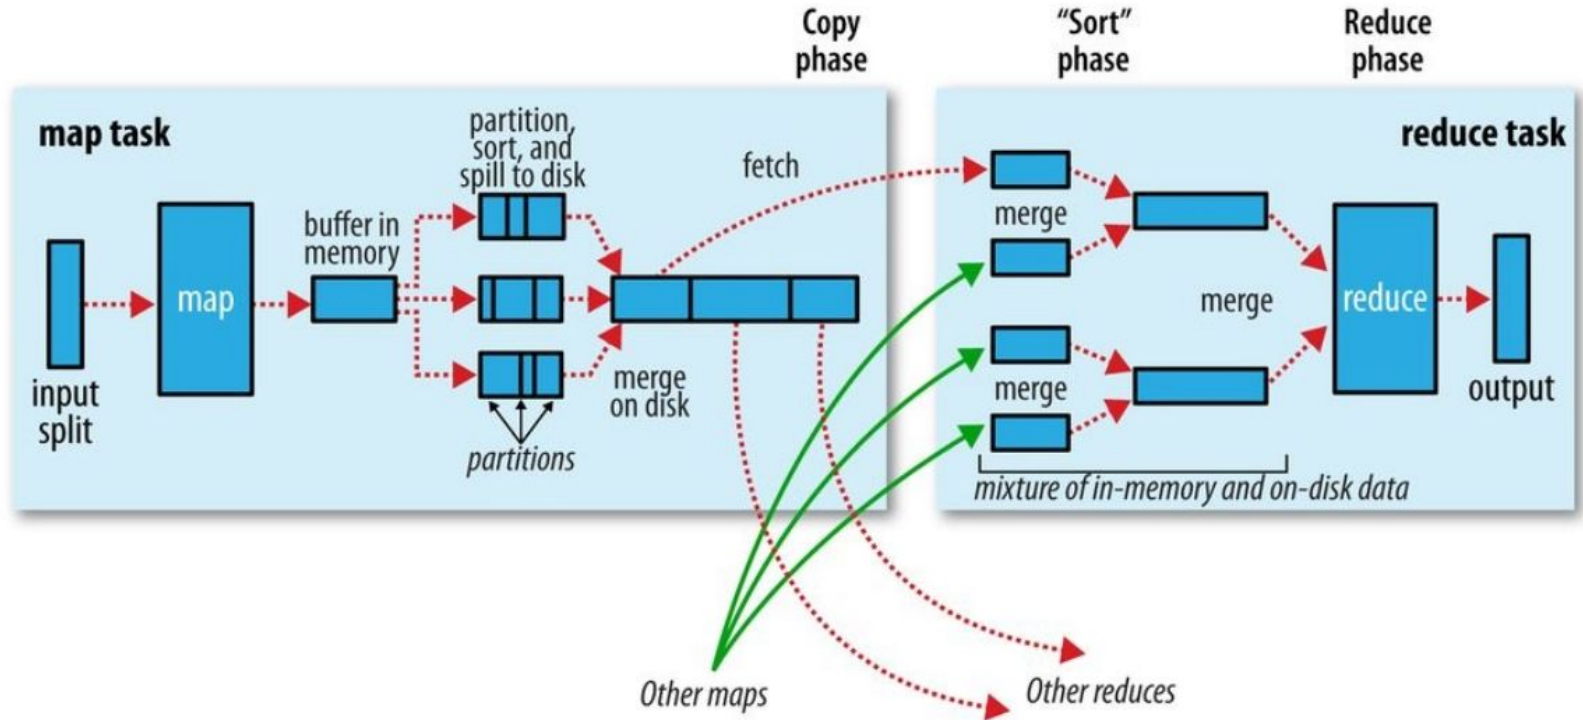 Copy
phase
“Sort”
phase
Reduce
phase
map task
partition,
sort, and
spill to disk
fetch
buffer in
memory
map
input
split
merge
on disk
partitions
reduce task
merge
merge
merge
reduce
output
mixture of in-memory and on-disk data
Other maps
Other reduces